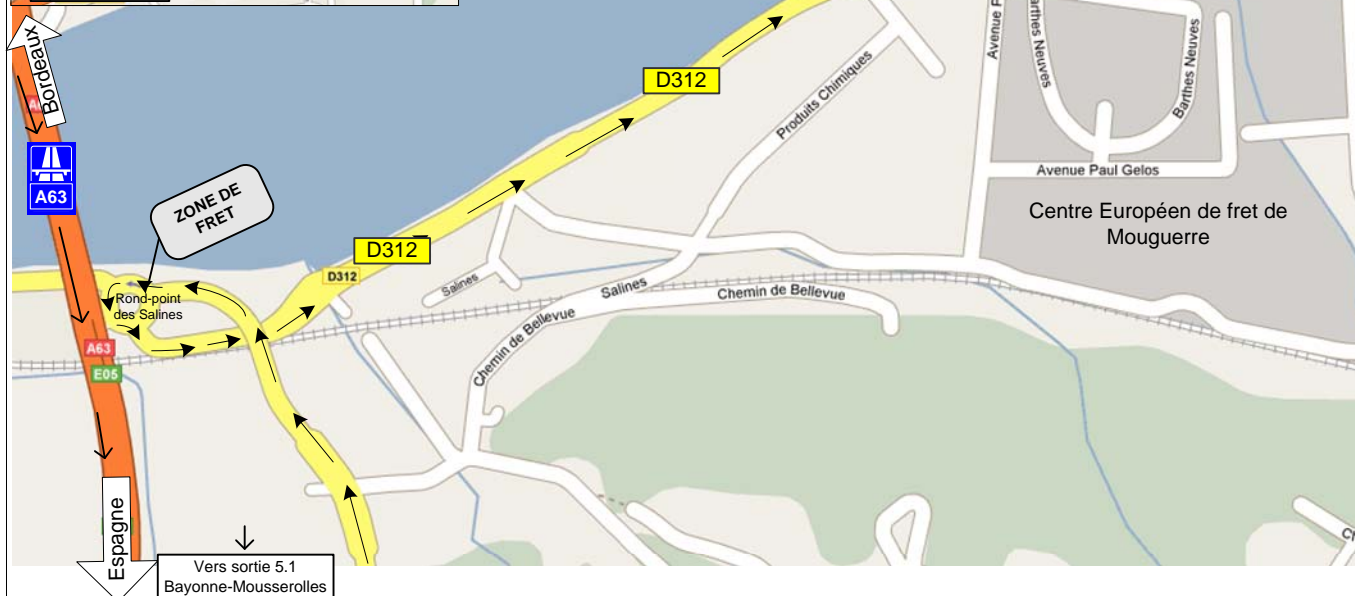 Bordeaux
A63
ZONE DE
FRET
D312
D312
D312
Rond-point
des Salines
A63
E05
Espagne
Vers sortie 5.1
Bayonne-Mousserolles
Salines
Salines
Produits Chimiques
Chemin de Bellevue
Chemin de Bellevue
Avenue P
Barthes Neuves
Barthes Neuves
Avenue Paul Gelos
Centre Européen de fret de
Mouguerre